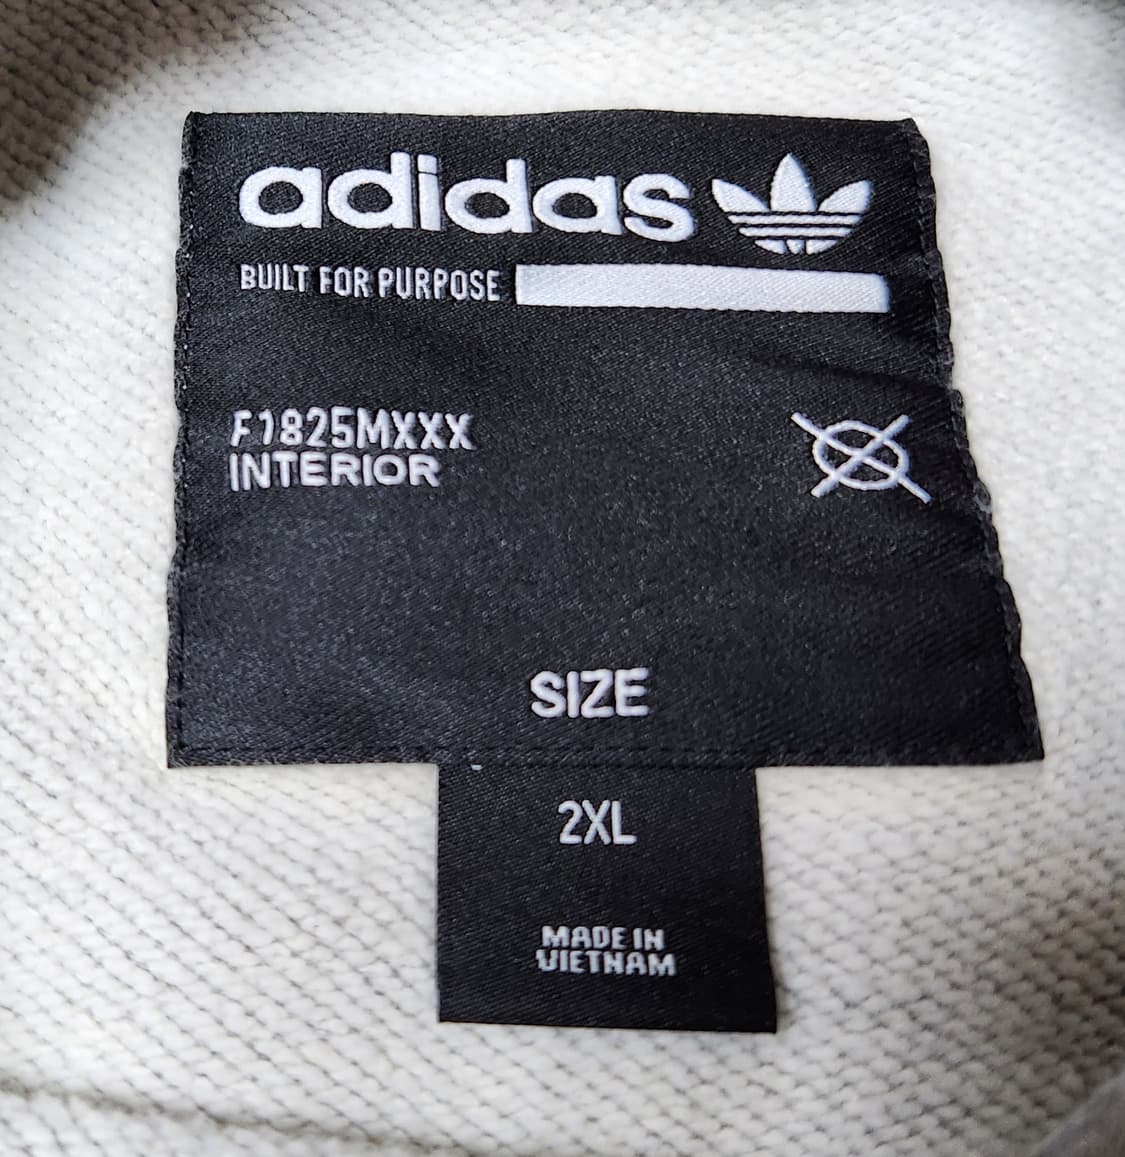 adidas
BUILT FOR PURPOSE
F1825MXXX
INTERIOR
SIZE
2XL
MADE IN
VIETNAM